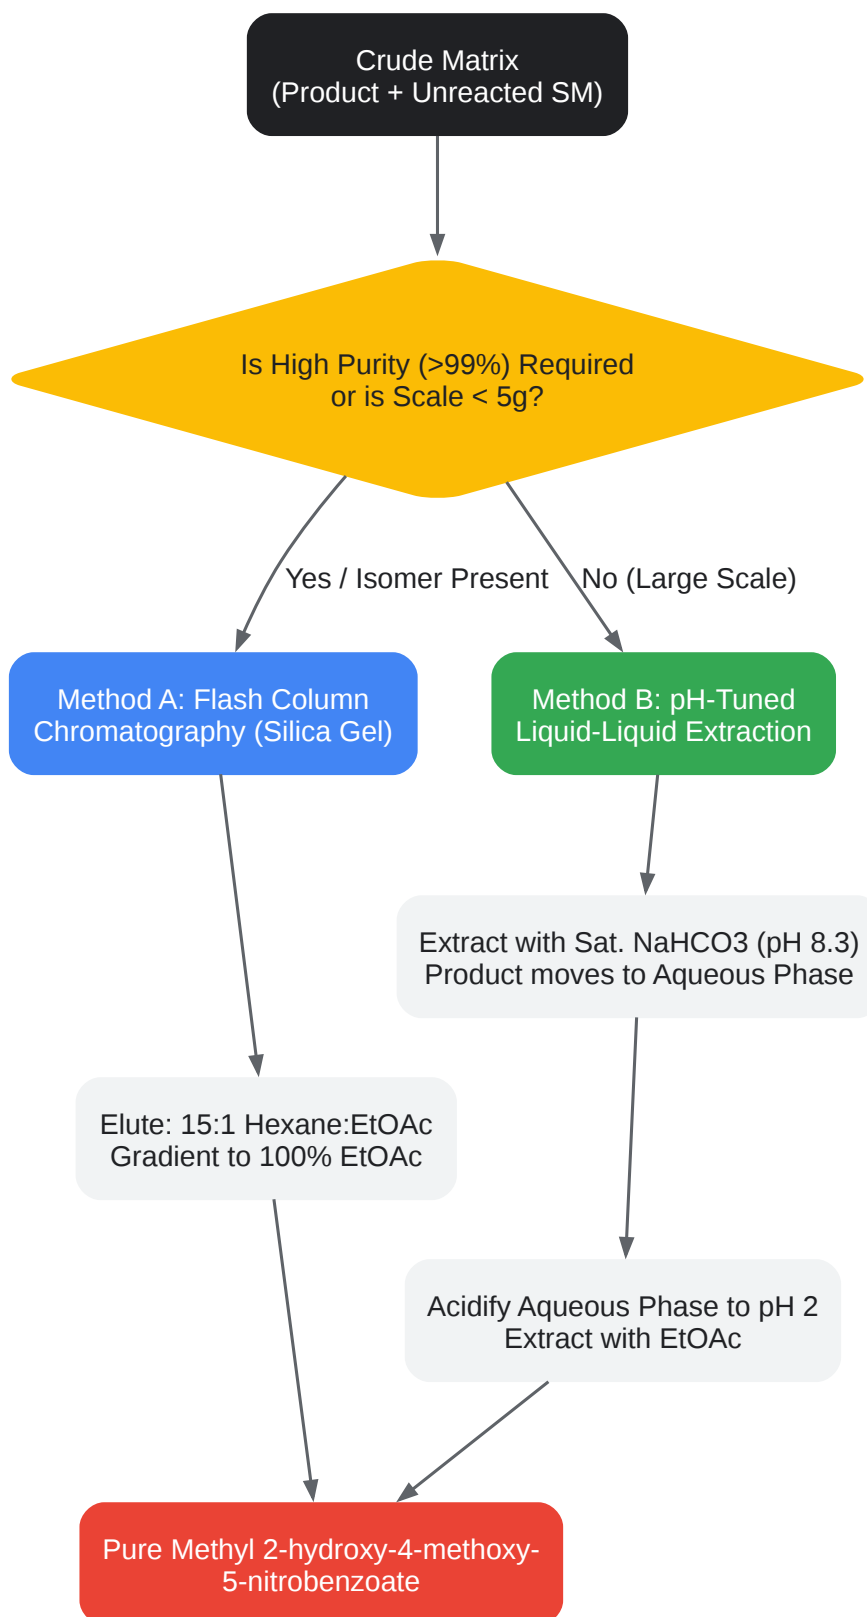 Crude Matrix
(Product + Unreacted SM)
Is High Purity (>99%) Required
or is Scale < 5g?
Yes / Isomer Present
No (Large Scale)
Method A: Flash Column
Chromatography (Silica Gel)
Method B: pH-Tuned
Liquid-Liquid Extraction
Extract with Sat. NaHCO3 (pH 8.3)
Product moves to Aqueous Phase
Elute: 15:1 Hexane:EtOAc
Gradient to 100% EtOAc
Acidify Aqueous Phase to pH 2
Extract with EtOAc
Pure Methyl 2-hydroxy-4-methoxy-
5-nitrobenzoate